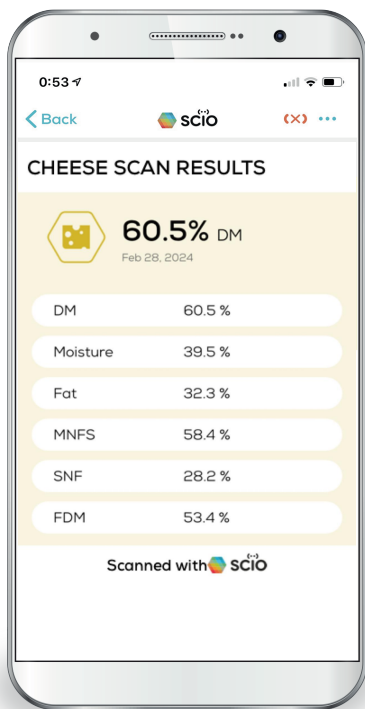 0:53
Back
SCiO
CHEESE SCAN RESULTS
60.5% DM
Feb 28, 2024
DM 60.5 %
Moisture 39.5 %
Fat 32.3 %
MNFS 58.4 %
SNF 28.2 %
FDM 53.4 %
Scanned with SCiO